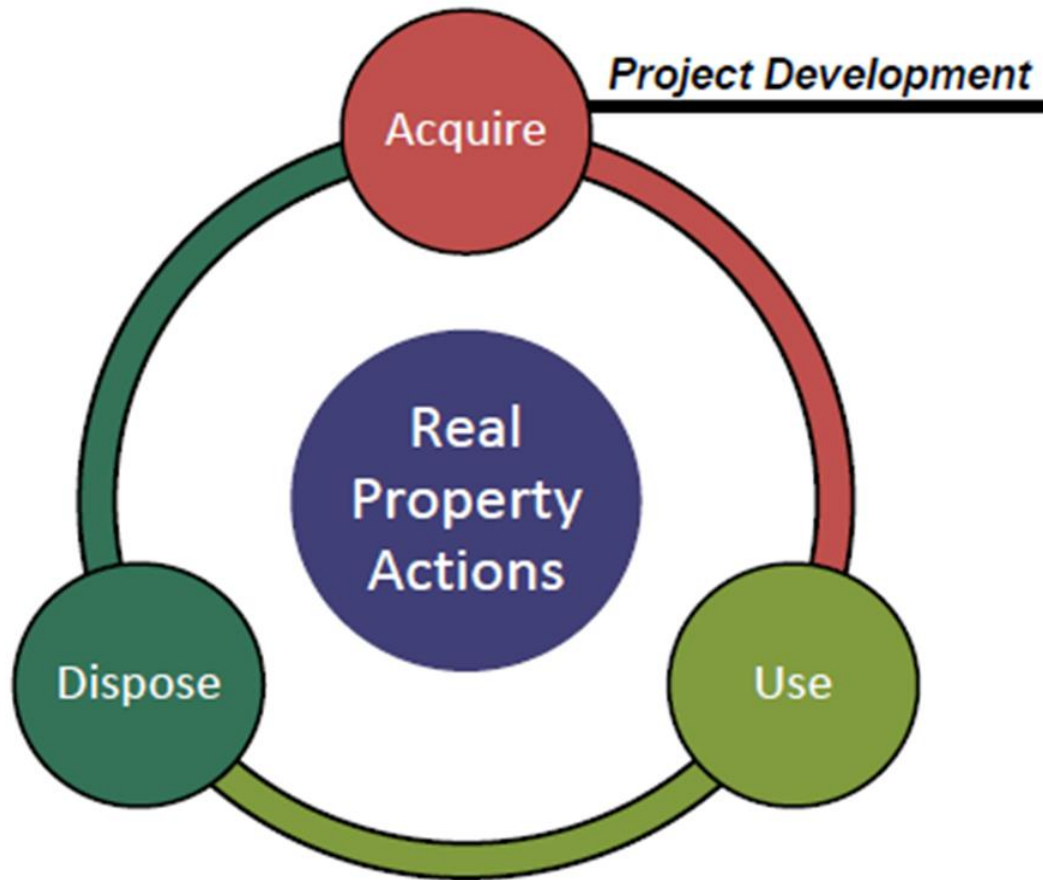 Project Development
Acquire
Real
Property
Actions
Dispose
Use